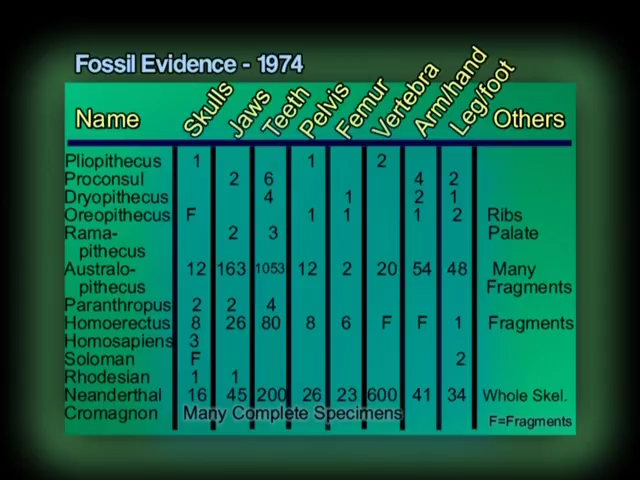 Fossil Evidence - 1974
Name Skulls Jaws Teeth Pelvis Femur Vertebra Arm/hand Leg/foot Others
Pliopithecus 1 1 2
Proconsul 2 6 4 2
Dryopithecus 4 1 2 1
Oreopithecus F 1 1 1 2 Ribs
Rama- 2 3 Palate
pithecus
Australo- 12 163 1053 12 2 20 54 48 Many
pithecus Fragments
Paranthropus 2 2 4
Homoerectus 8 26 80 8 6 F F 1 Fragments
Homosapiens 3
Soloman F 2
Rhodesian 1 1
Neanderthal 16 45 200 26 23 600 41 34 Whole Skel.
Cromagnon Many Complete Specimens
F=Fragments